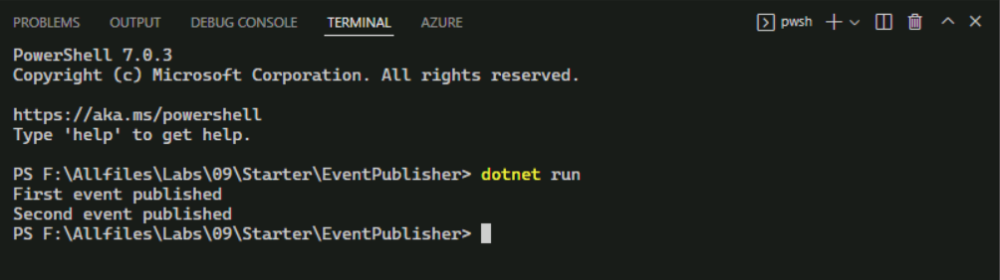 PROBLEMS OUTPUT DEBUG CONSOLE TERMINAL AZURE pwsh
PowerShell 7.0.3
Copyright (c) Microsoft Corporation. All rights reserved.
https://aka.ms/powershell
Type 'help' to get help.
PS F:\Allfiles\Labs\09\Starter\EventPublisher> dotnet run
First event published
Second event published
PS F:\Allfiles\Labs\09\Starter\EventPublisher>